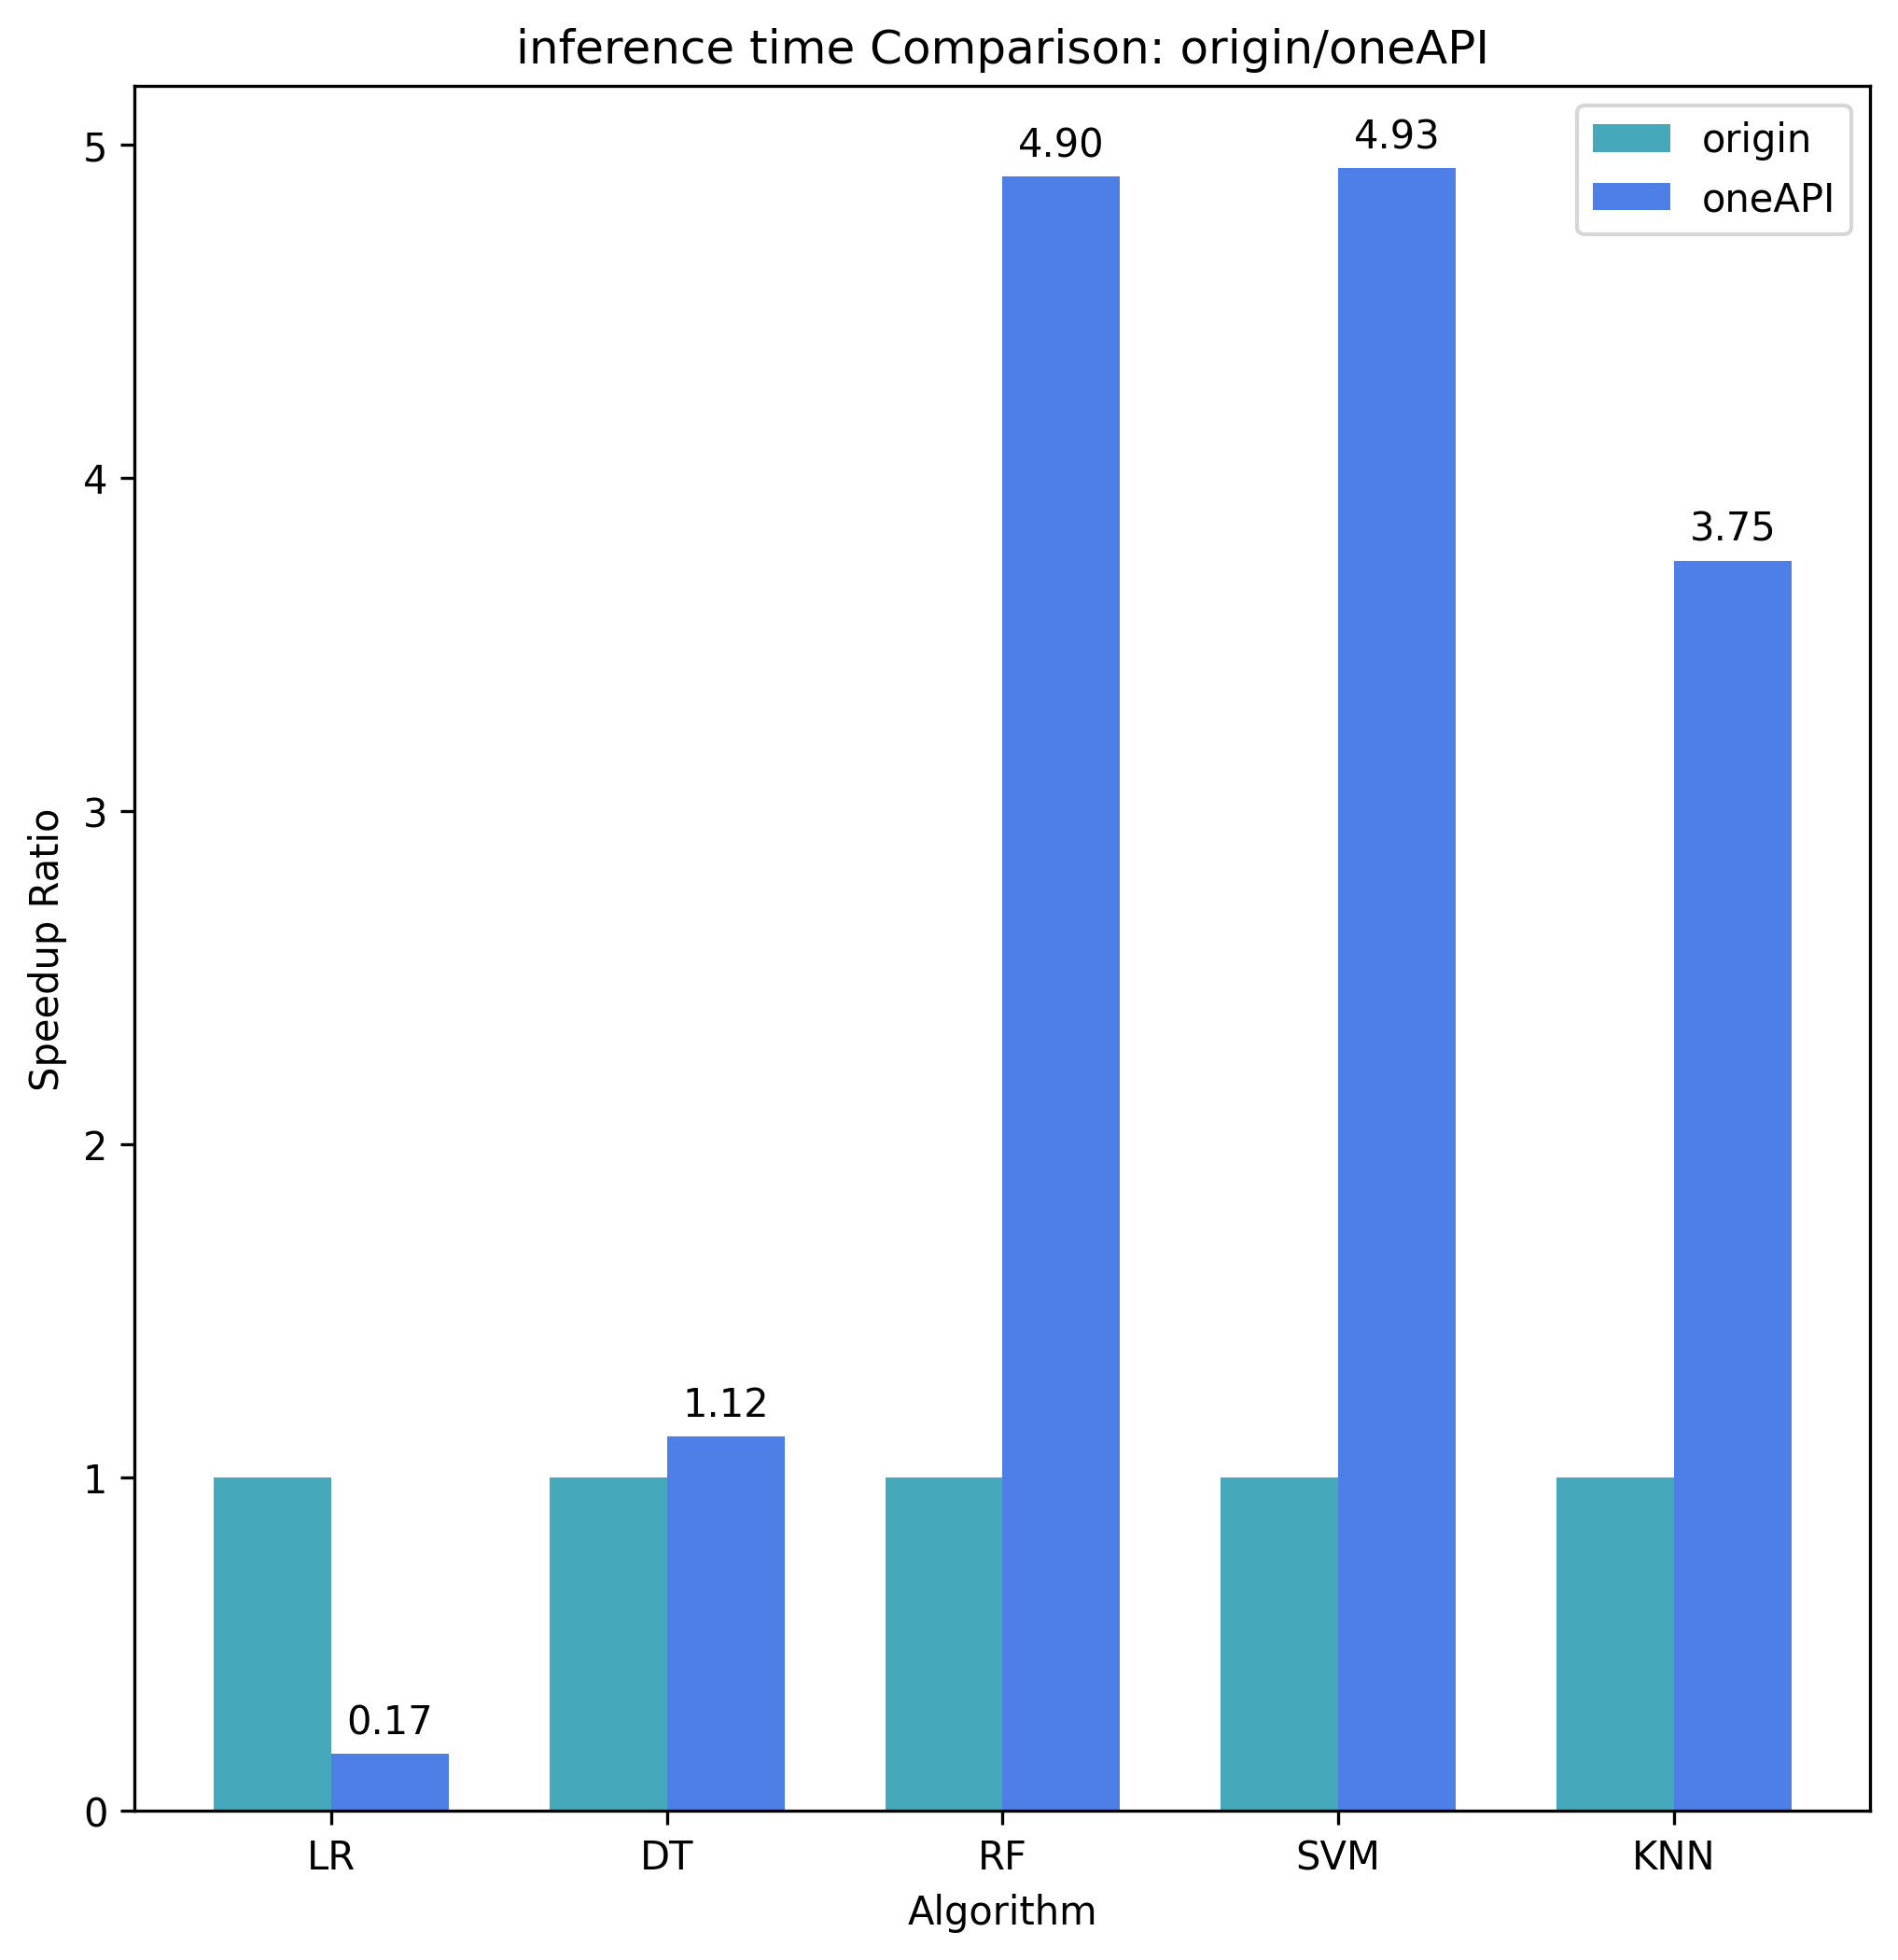 inference time Comparison: origin/oneAPI
origin
oneAPI
4.90
4.93
3.75
1.12
0.17
5
4
3
2
1
0
Speedup Ratio
LR
DT
RF
SVM
KNN
Algorithm